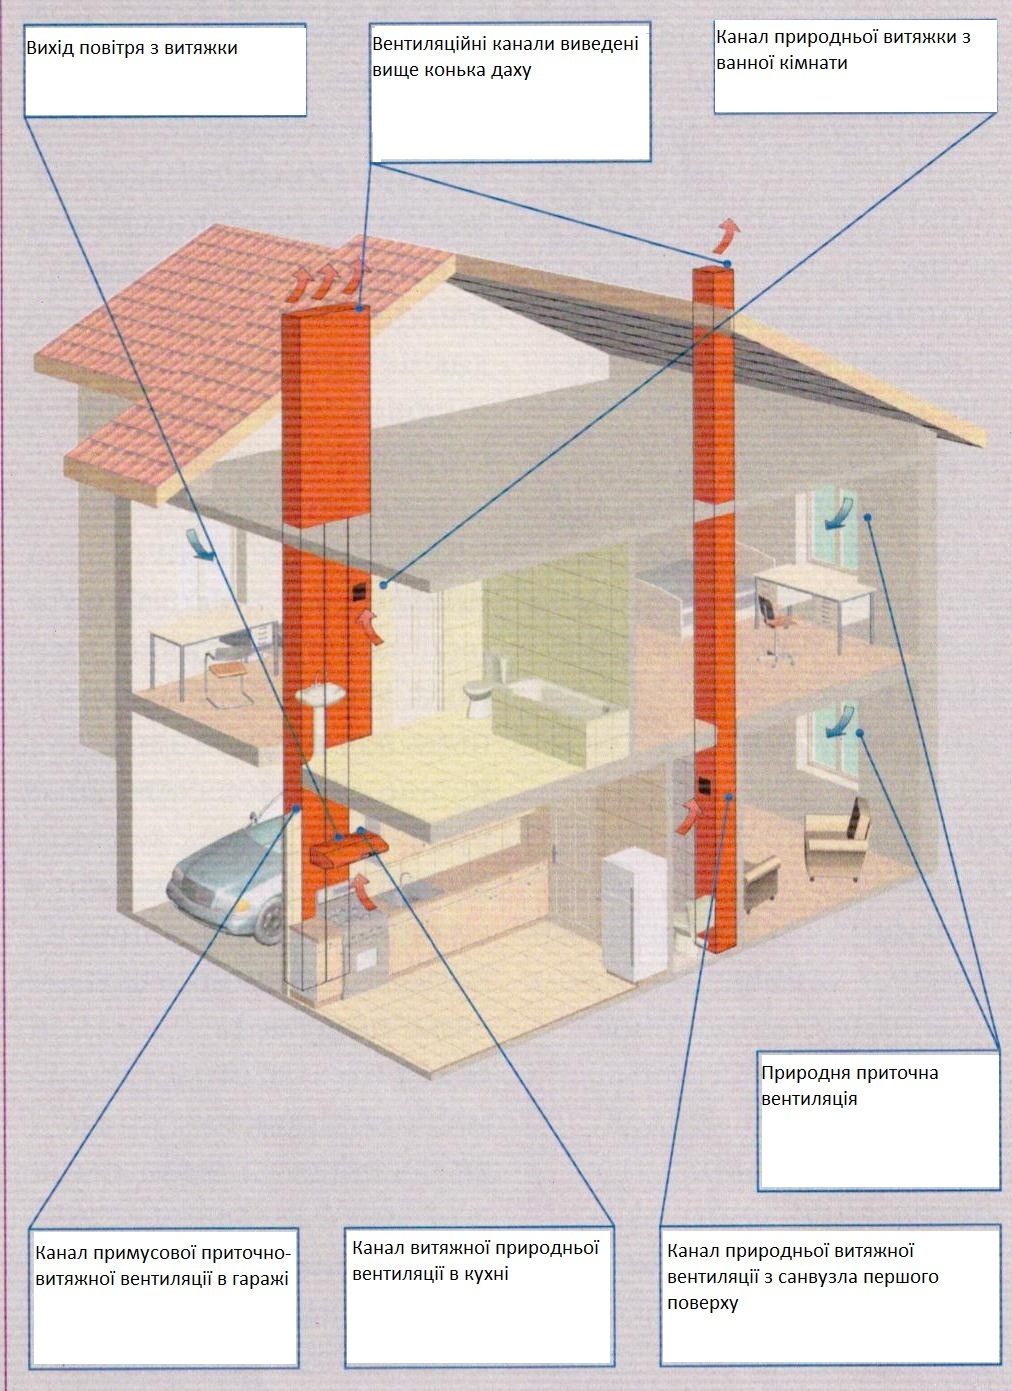 Вихід повітря з витяжки
Вентиляційні канали виведені
вище конька даху
Канал природньої витяжки з
ванної кімнати
Природня приточна
вентиляція
Канал примусової приточно-
витяжної вентиляції в гаражі
Канал витяжної природньої
вентиляції в кухні
Канал природньої витяжної
вентиляції з санвузла першого
поверху